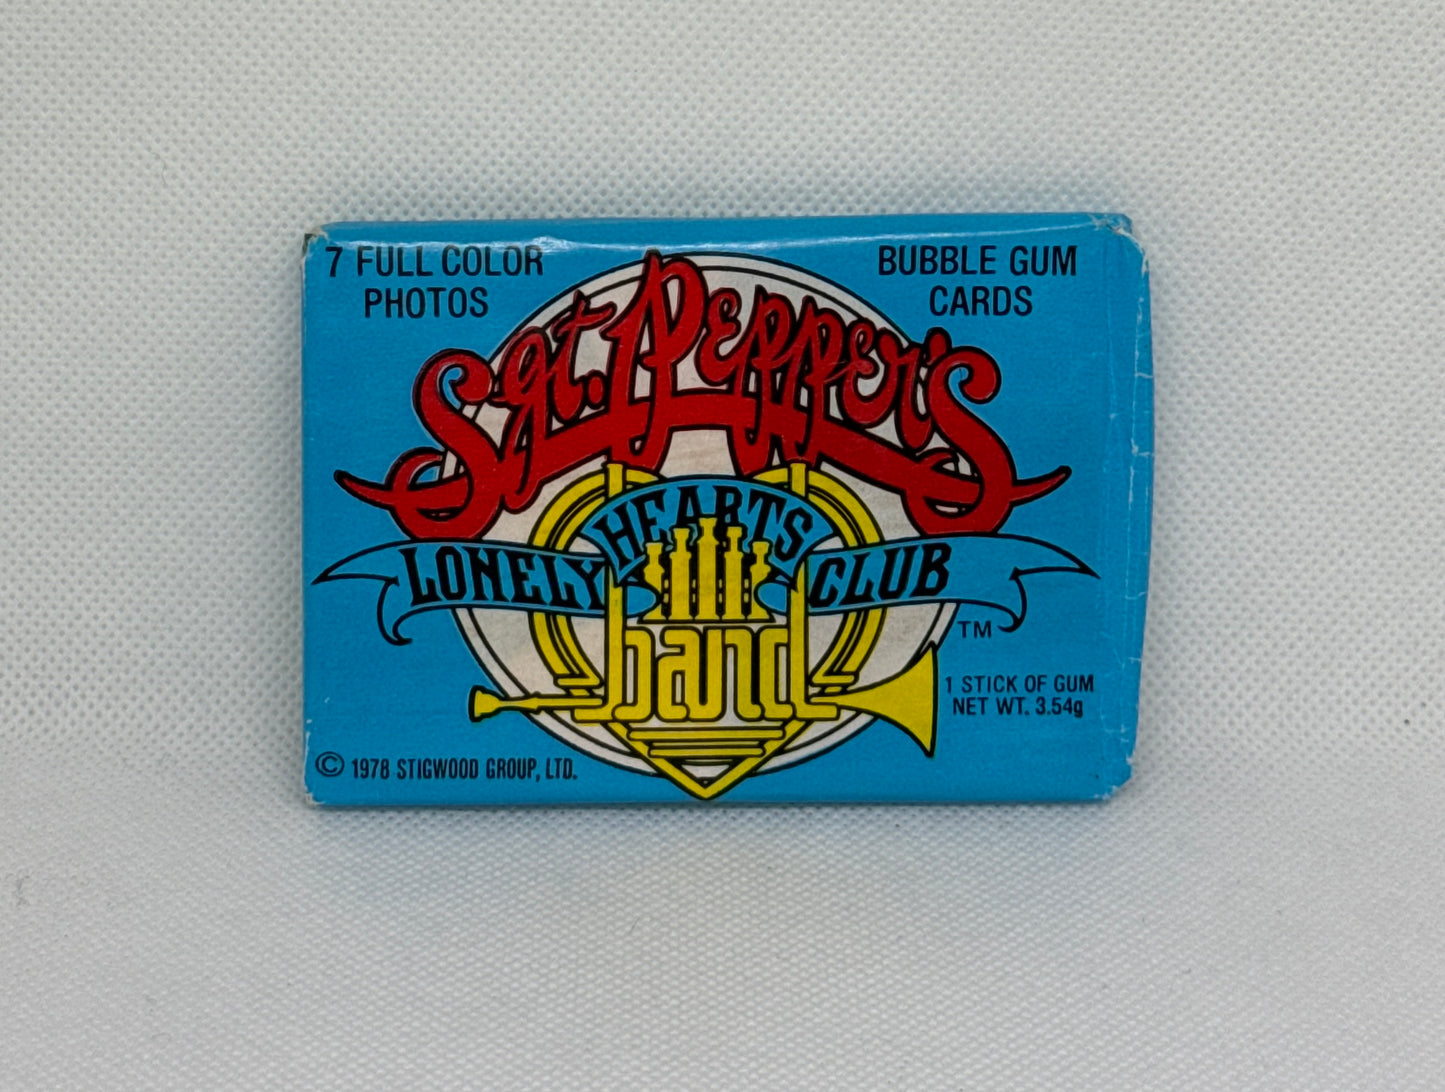 7 FULL COLOR
PHOTOS
BUBBLE GUM
CARDS
Sgt. Pepper's
LONELY HEARTS CLUB
band
TM
1 STICK OF GUM
NET WT. 3.54g
© 1978 STIGWOOD GROUP, LTD.